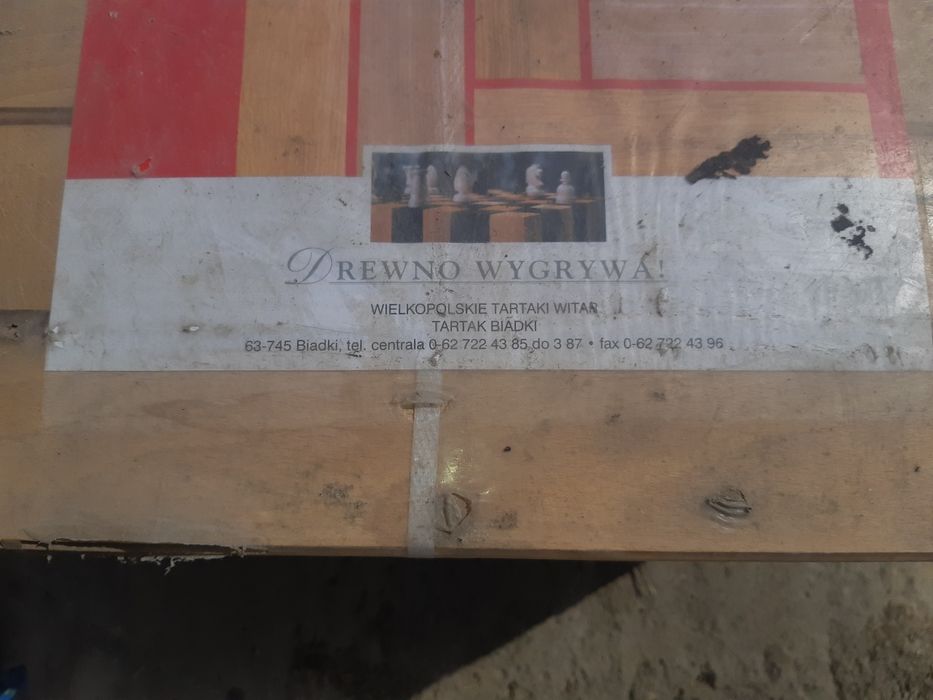 DREWNO WYGRYWA!
WIELKOPOLSKIE TARTAKI WITAR
TARTAK BIADKI
63-745 Biadki, tel. centrala 0-62 722 43 85 do 3 87 • fax 0-62 722 43 96